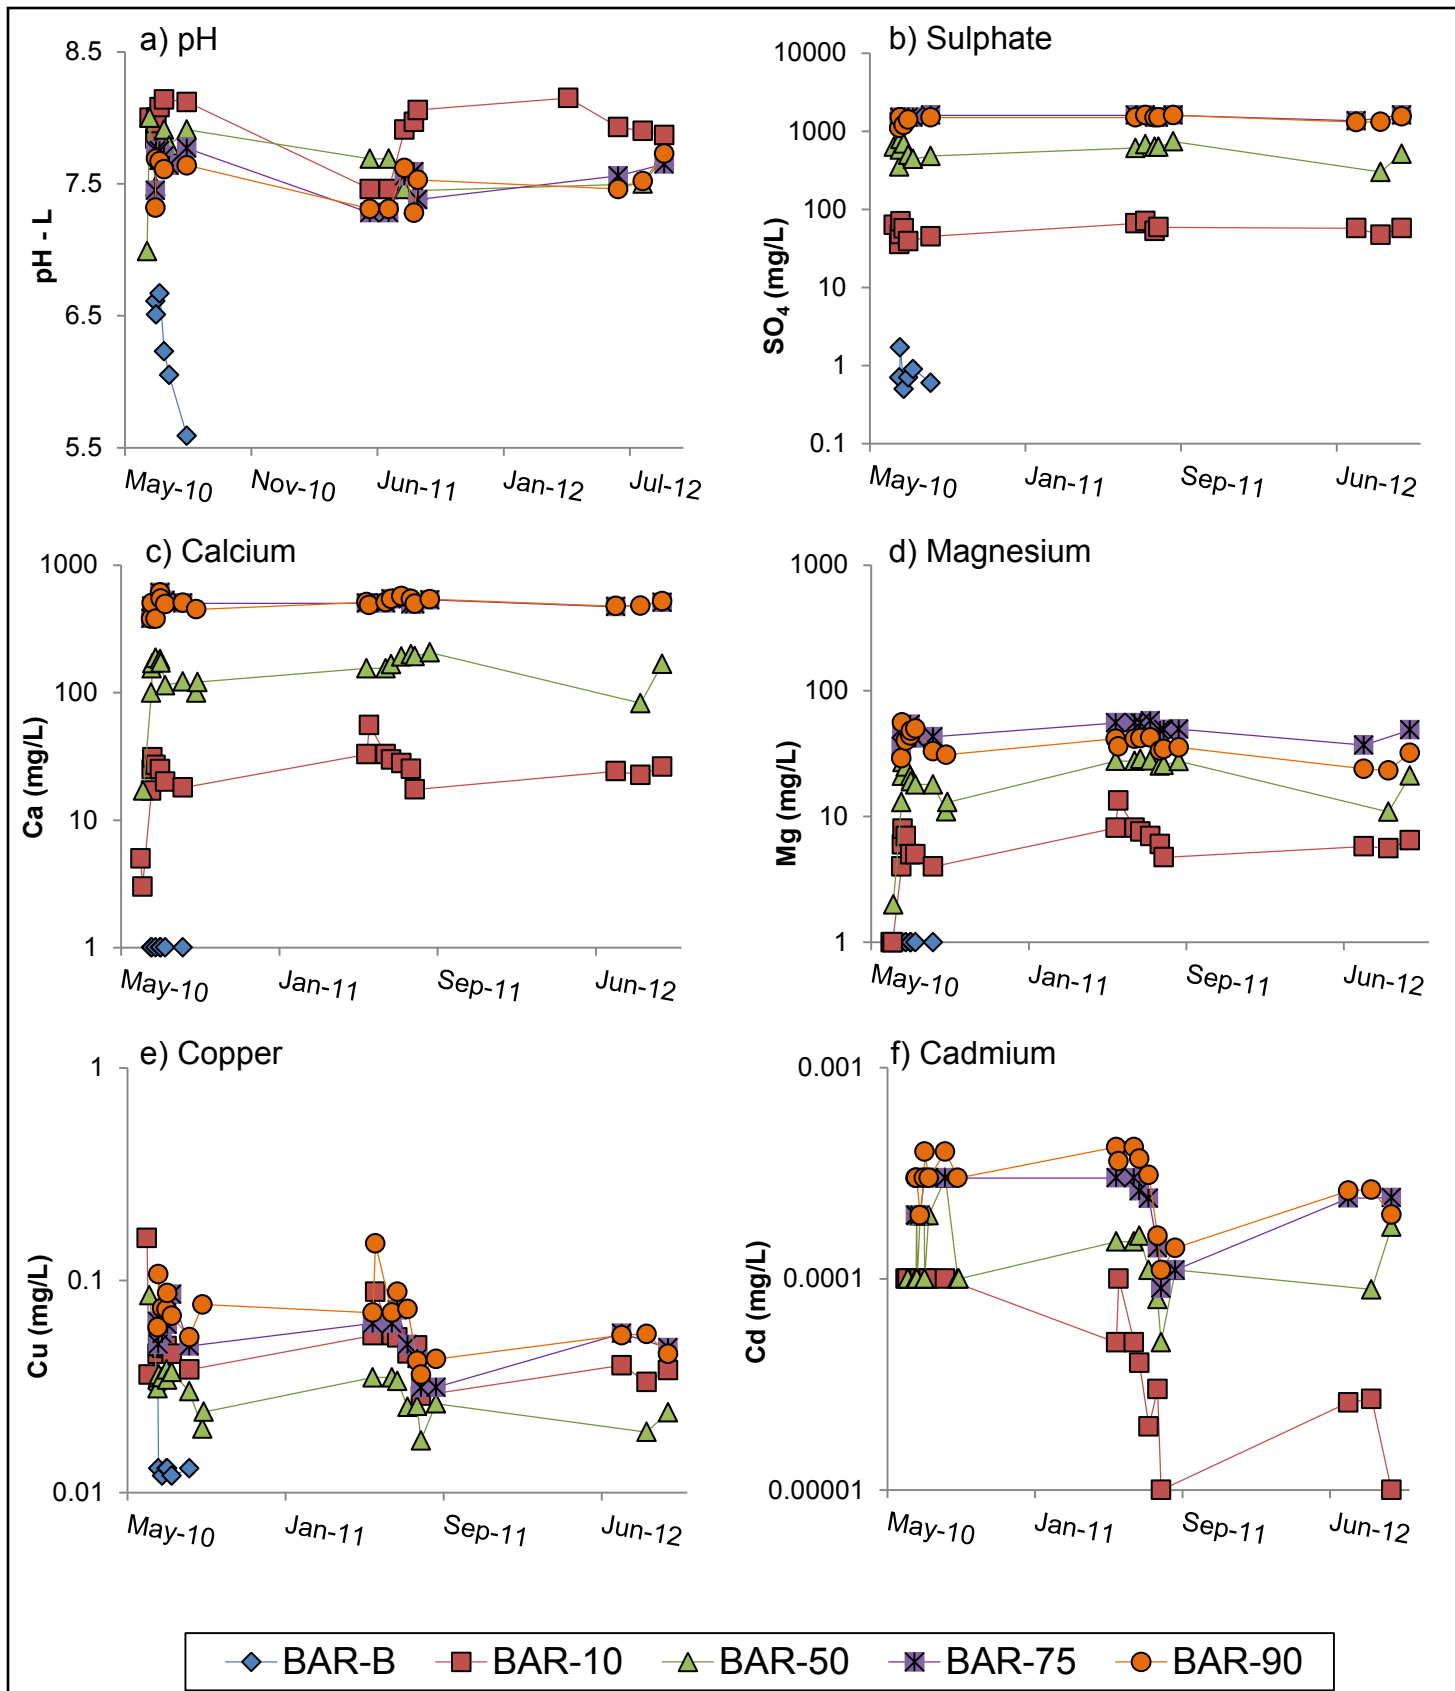 a) pH
8.5
7.5
6.5
5.5
pH - L
May-10
Nov-10
Jun-11
Jan-12
Jul-12
b) Sulphate
10000
1000
100
10
1
0.1
SO₄ (mg/L)
May-10
Jan-11
Sep-11
Jun-12
c) Calcium
1000
100
10
1
Ca (mg/L)
May-10
Jan-11
Sep-11
Jun-12
d) Magnesium
1000
100
10
1
Mg (mg/L)
May-10
Jan-11
Sep-11
Jun-12
e) Copper
1
0.1
0.01
Cu (mg/L)
May-10
Jan-11
Sep-11
Jun-12
f) Cadmium
0.001
0.0001
0.00001
Cd (mg/L)
May-10
Jan-11
Sep-11
Jun-12
BAR-B BAR-10 BAR-50 BAR-75 BAR-90